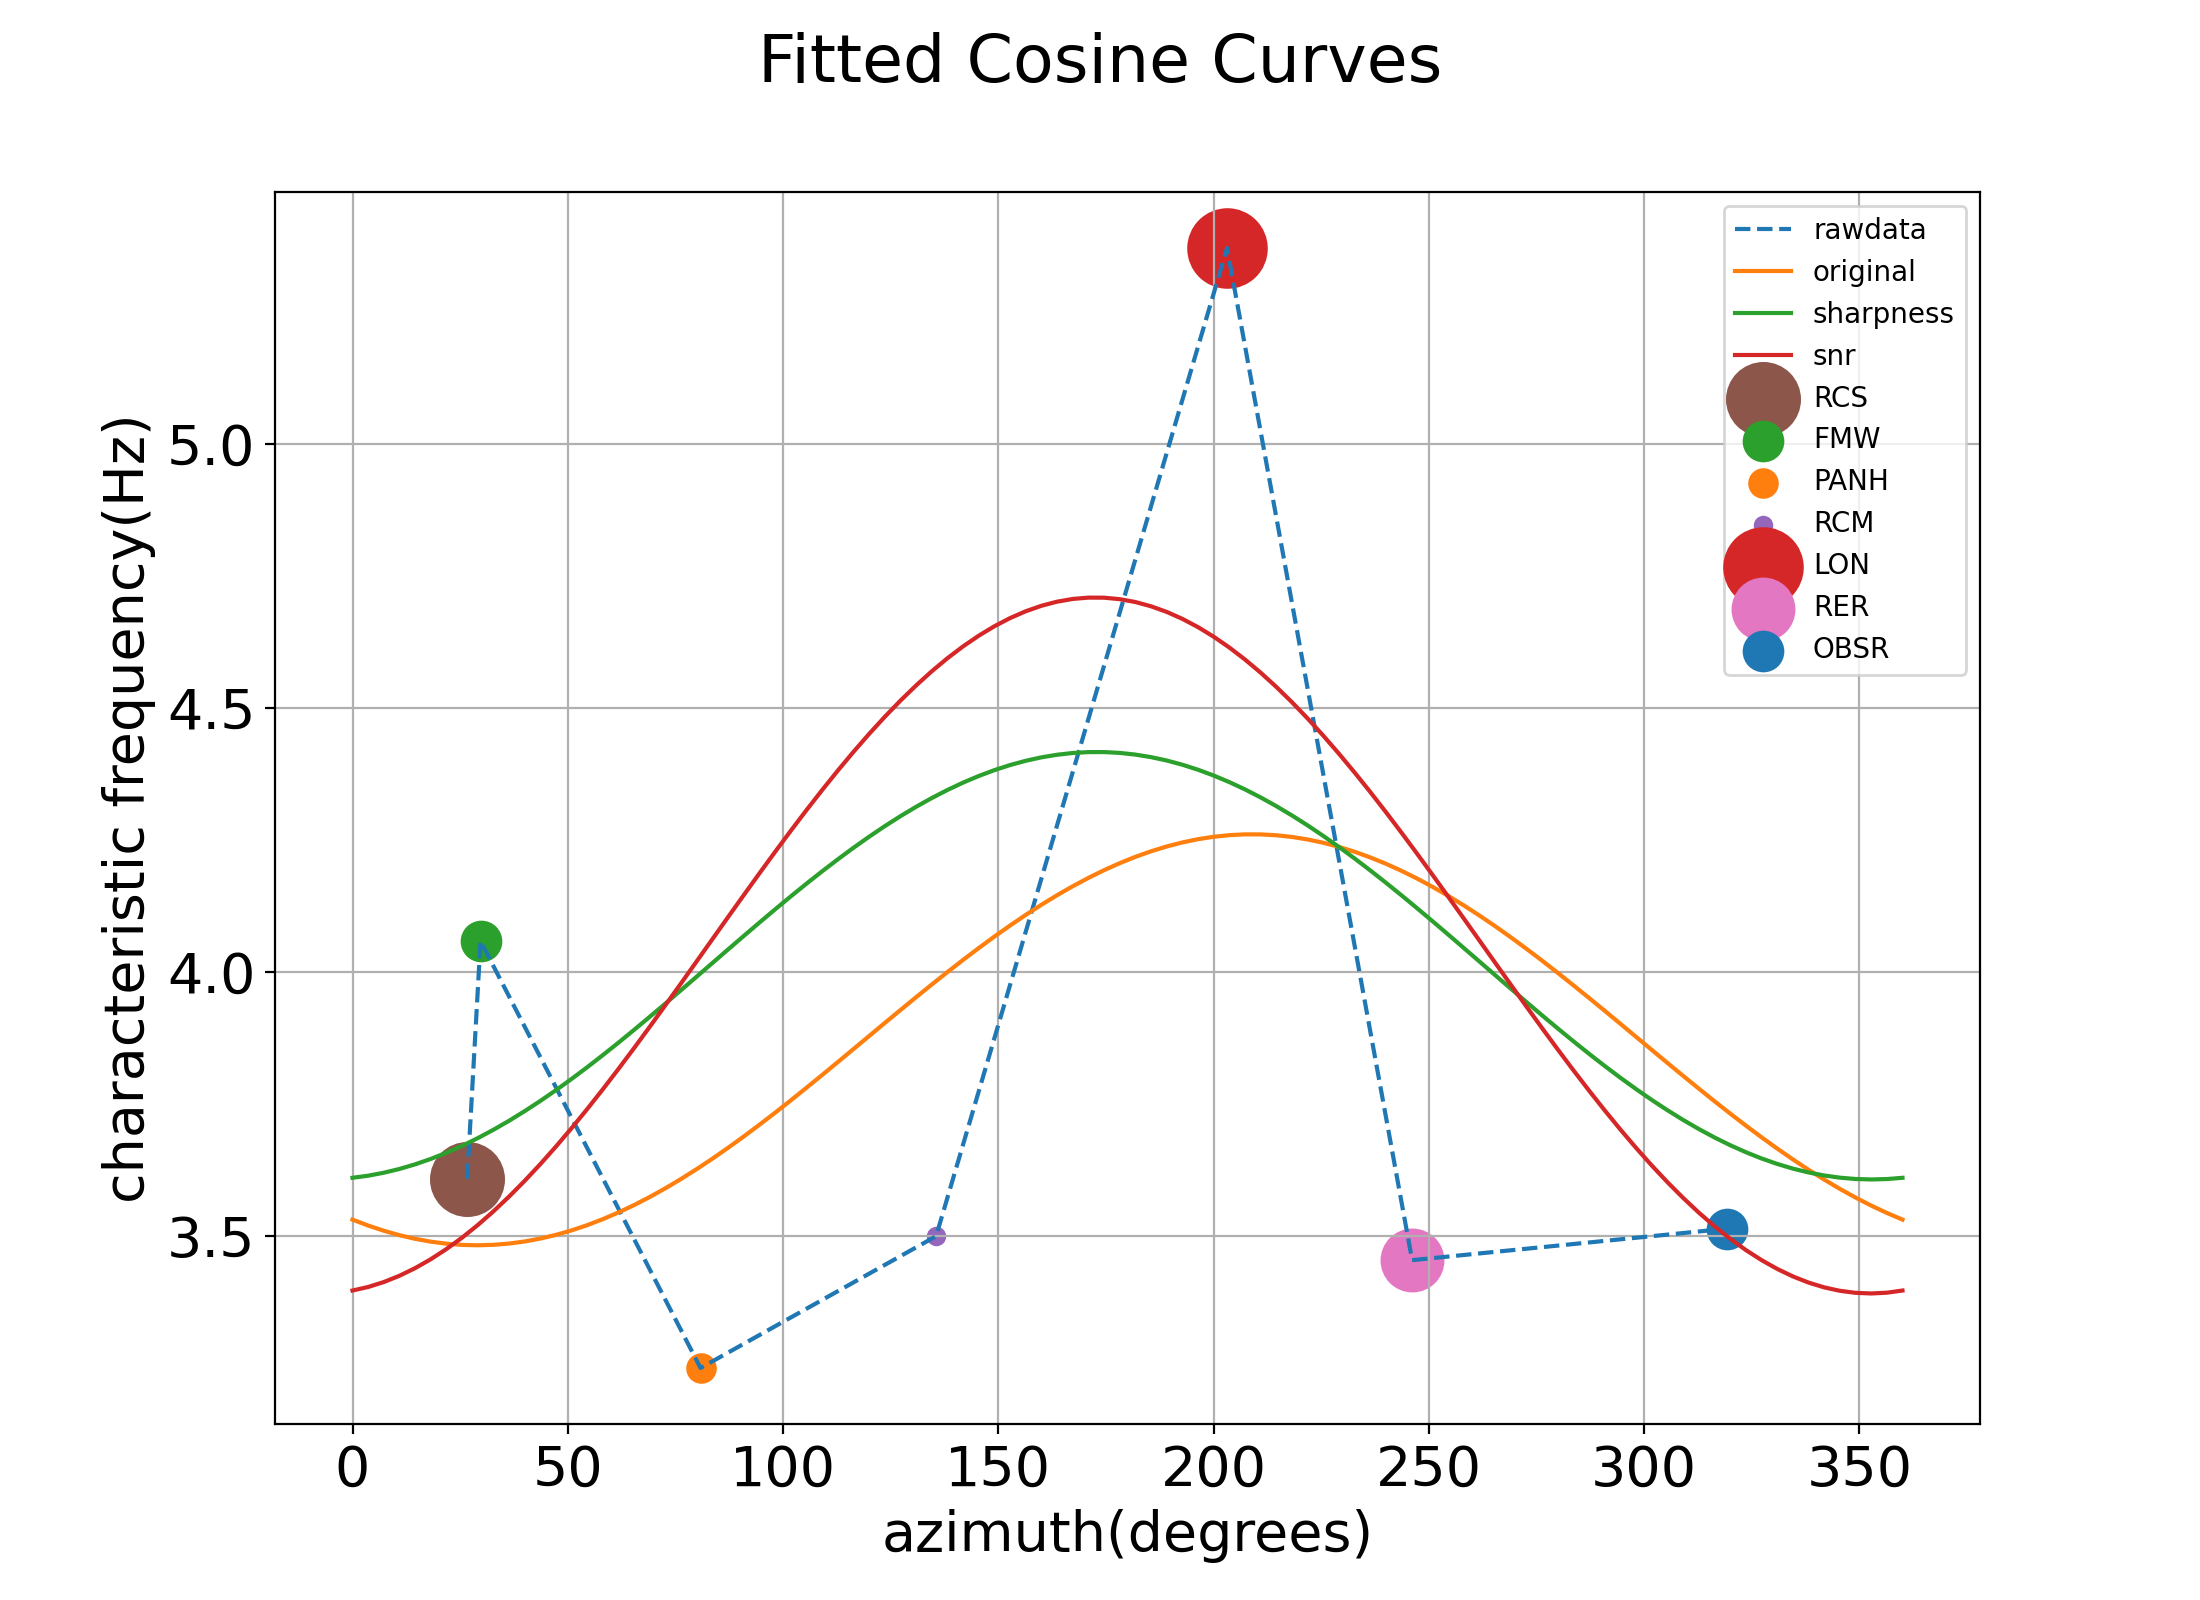 Fitted Cosine Curves
characteristic frequency(Hz)
5.0
4.5
4.0
3.5
0 50 100 150 200 250 300 350
azimuth(degrees)
rawdata
original
sharpness
snr
RCS
FMW
PANH
RCM
LON
RER
OBSR